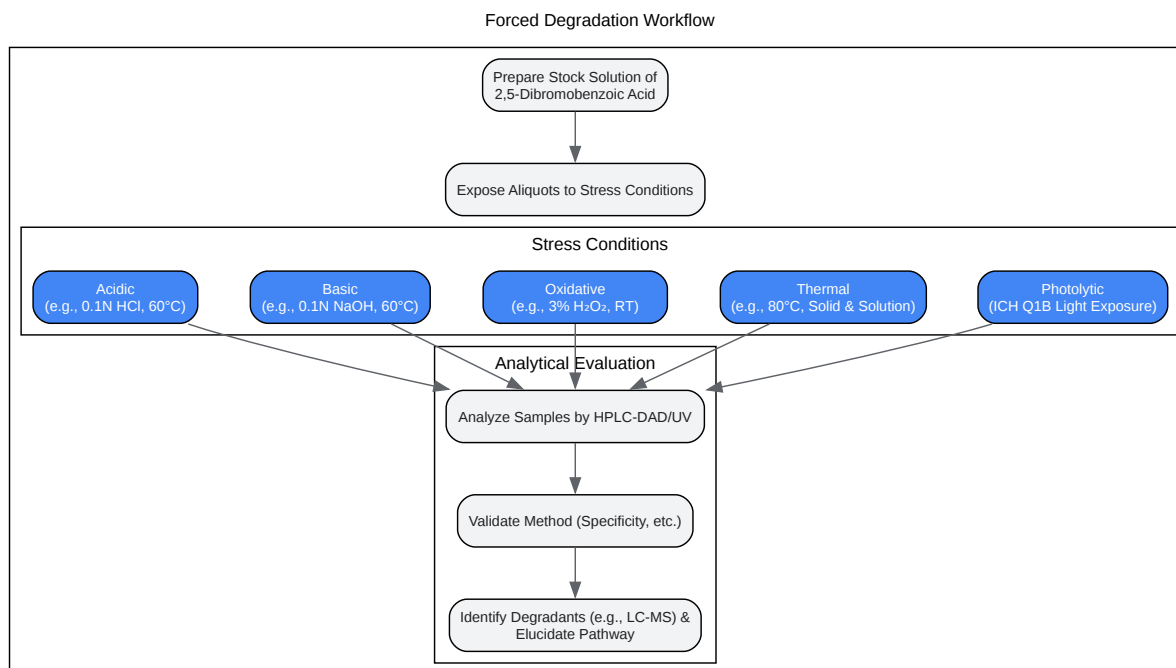 Forced Degradation Workflow
Prepare Stock Solution of
2,5-Dibromobenzoic Acid
Expose Aliquots to Stress Conditions
Stress Conditions
Acidic
(e.g., 0.1N HCl, 60°C)
Basic
(e.g., 0.1N NaOH, 60°C)
Oxidative
(e.g., 3% H₂O₂, RT)
Thermal
(e.g., 80°C, Solid & Solution)
Photolytic
(ICH Q1B Light Exposure)
Analytical Evaluation
Analyze Samples by HPLC-DAD/UV
Validate Method (Specificity, etc.)
Identify Degradants (e.g., LC-MS) &
Elucidate Pathway